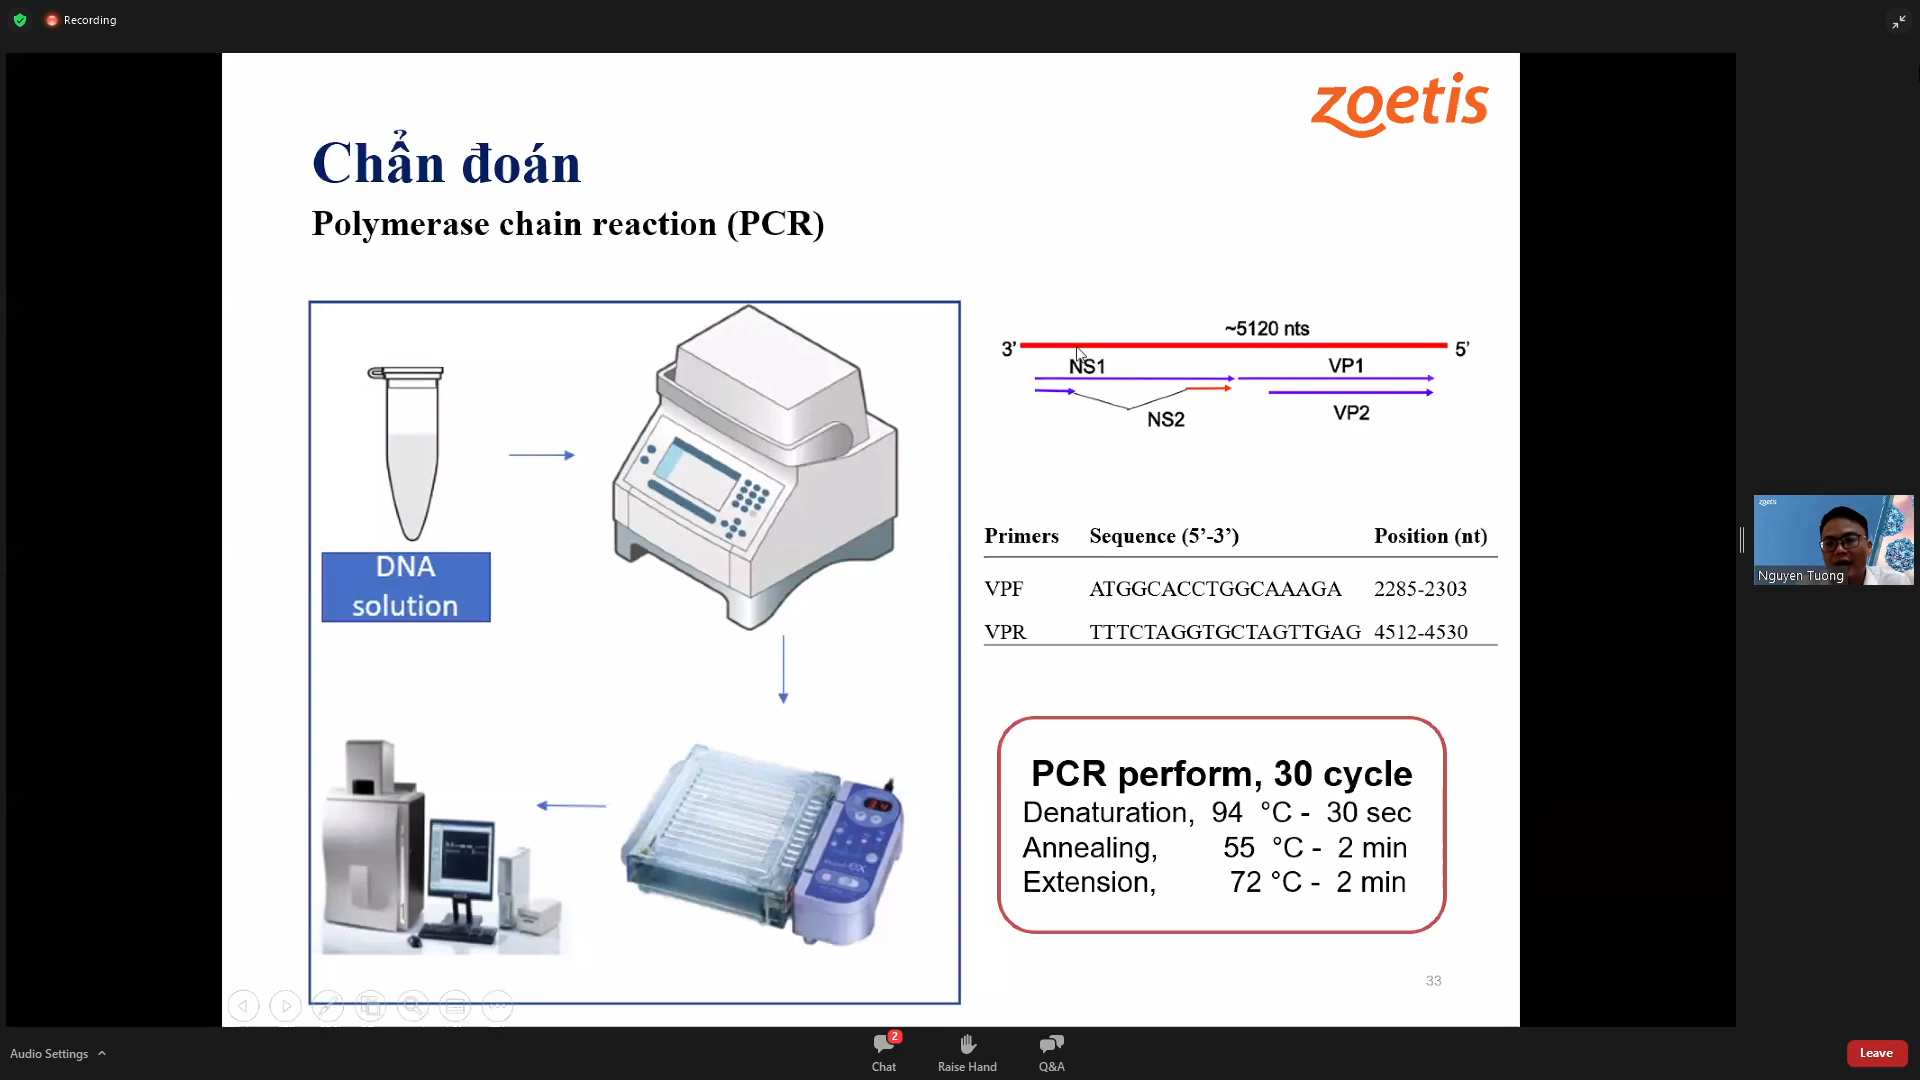 Recording
zoetis
Chẩn đoán
Polymerase chain reaction (PCR)
DNA
solution
~5120 nts
3’
5’
NS1
VP1
NS2
VP2
Primers Sequence (5’-3’) Position (nt)
VPF ATGGCACCTGGCAAAGA 2285-2303
VPR TTTCTAGGTGCTAGTTGAG 4512-4530
PCR perform, 30 cycle
Denaturation, 94 °C - 30 sec
Annealing, 55 °C - 2 min
Extension, 72 °C - 2 min
33
zoetis
Nguyen Tuong
Audio Settings
2
Chat
Raise Hand
Q&A
Leave